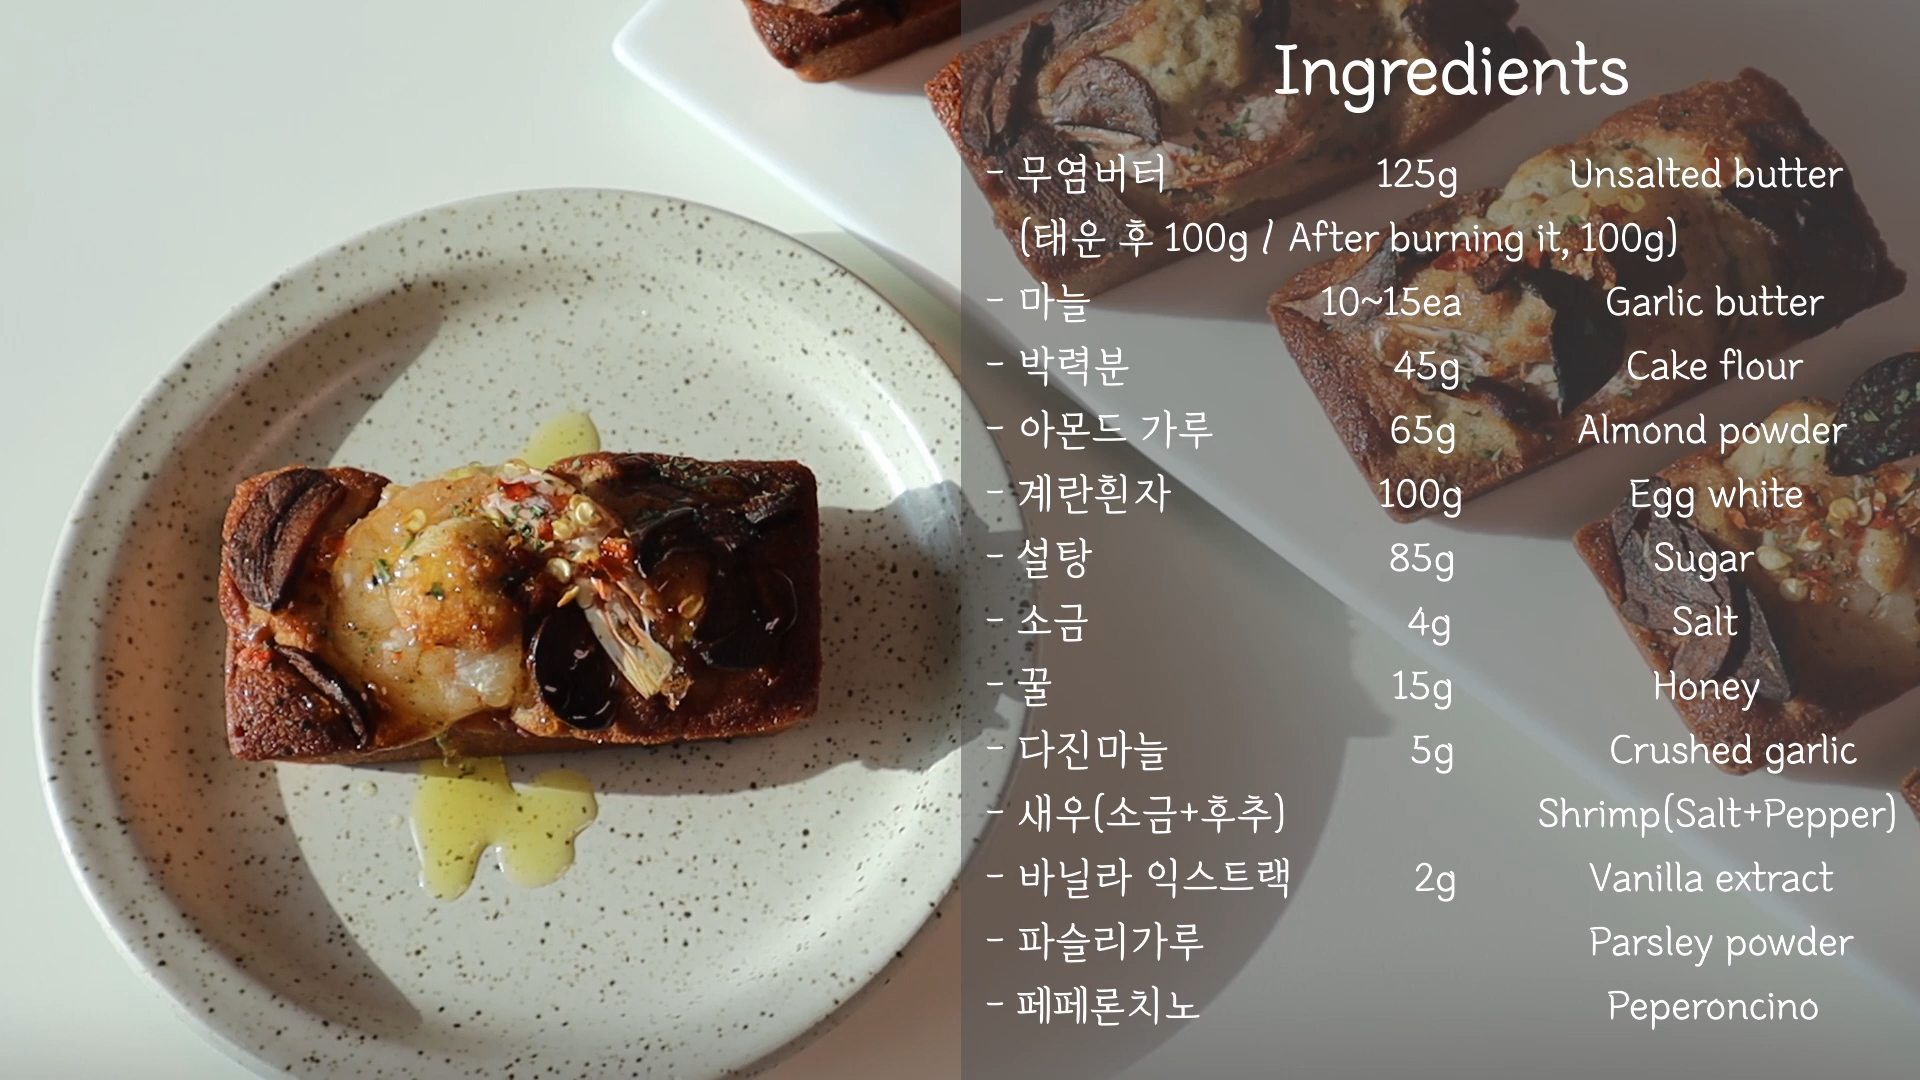 Ingredients
- 무염버터 125g Unsalted butter
(태운 후 100g / After burning it, 100g)
- 마늘 10~15ea Garlic butter
- 박력분 45g Cake flour
- 아몬드 가루 65g Almond powder
- 계란흰자 100g Egg white
- 설탕 85g Sugar
- 소금 4g Salt
- 꿀 15g Honey
- 다진마늘 5g Crushed garlic
- 새우(소금+후추) Shrimp(Salt+Pepper)
- 바닐라 익스트랙 2g Vanilla extract
- 파슬리가루 Parsley powder
- 페페론치노 Peperoncino